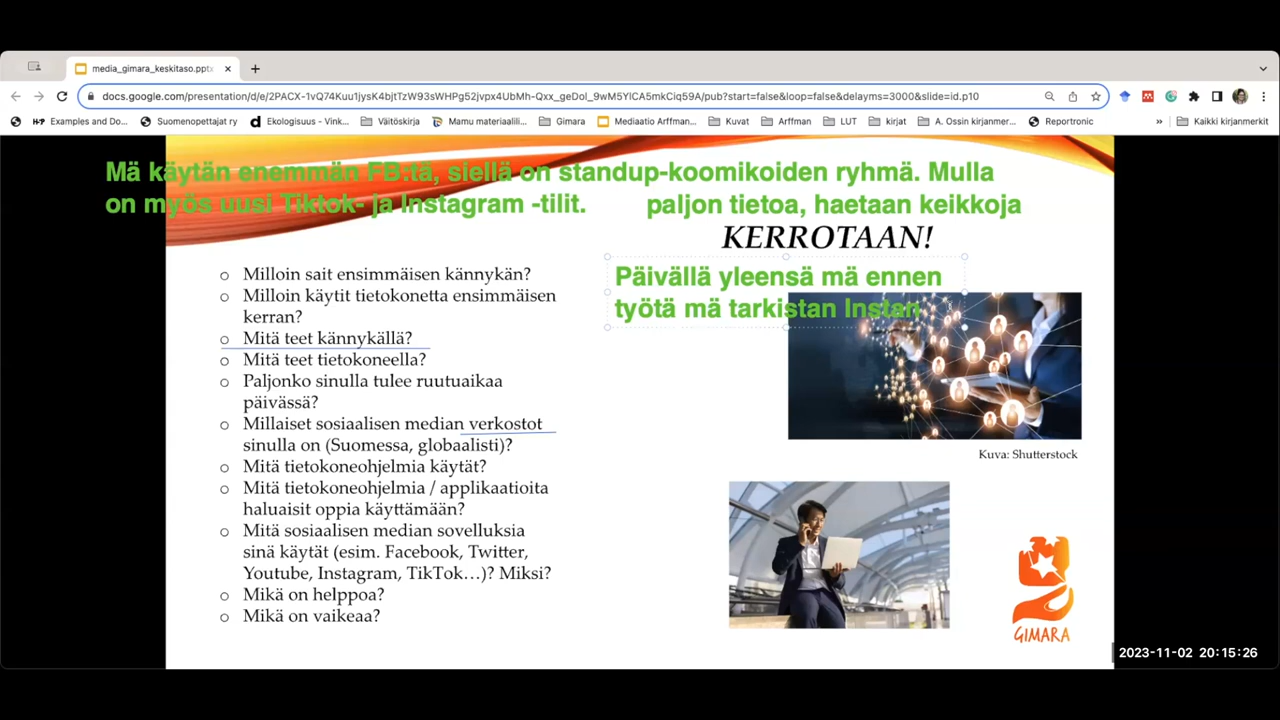 media_gimara_keskitaso.pptx
docs.google.com/presentation/d/e/2PACX-1vQ74Kuu1jysK4bjtTzW93sWHPg52jvpx4UbMh-Qxx_geDol_9wM5YlCA5mkCiq59A/pub?start=false&loop=false&delayms=3000&slide=id.p10
Examples and Do... Suomenopettajat ry Ekologisuus - Vink... Väitöskirja Mamu materiaalili... Gimara Mediaatio Arffman... Kuvat Arffman LUT kirjat A. Ossin kirjanmer... Reportronic » Kaikki kirjanmerkit
Mä käytän enemmän FB:tä, siellä on standup-koomikoiden ryhmä. Mulla
on myös uusi Tiktok- ja Instagram -tilit. paljon tietoa, haetaan keikkoja
KERROTAAN!
Päivällä yleensä mä ennen
työtä mä tarkistan Instan
o Milloin sait ensimmäisen kännykän?
o Milloin käytit tietokonetta ensimmäisen
kerran?
o Mitä teet kännykällä?
o Mitä teet tietokoneella?
o Paljonko sinulla tulee ruutuaikaa
päivässä?
o Millaiset sosiaalisen median verkostot
sinulla on (Suomessa, globaalisti)?
o Mitä tietokoneohjelmia käytät?
o Mitä tietokoneohjelmia / applikaatioita
haluaisit oppia käyttämään?
o Mitä sosiaalisen median sovelluksia
sinä käytät (esim. Facebook, Twitter,
Youtube, Instagram, TikTok…)? Miksi?
o Mikä on helppoa?
o Mikä on vaikeaa?
Kuva: Shutterstock
GIMARA
2023-11-02 20:15:26